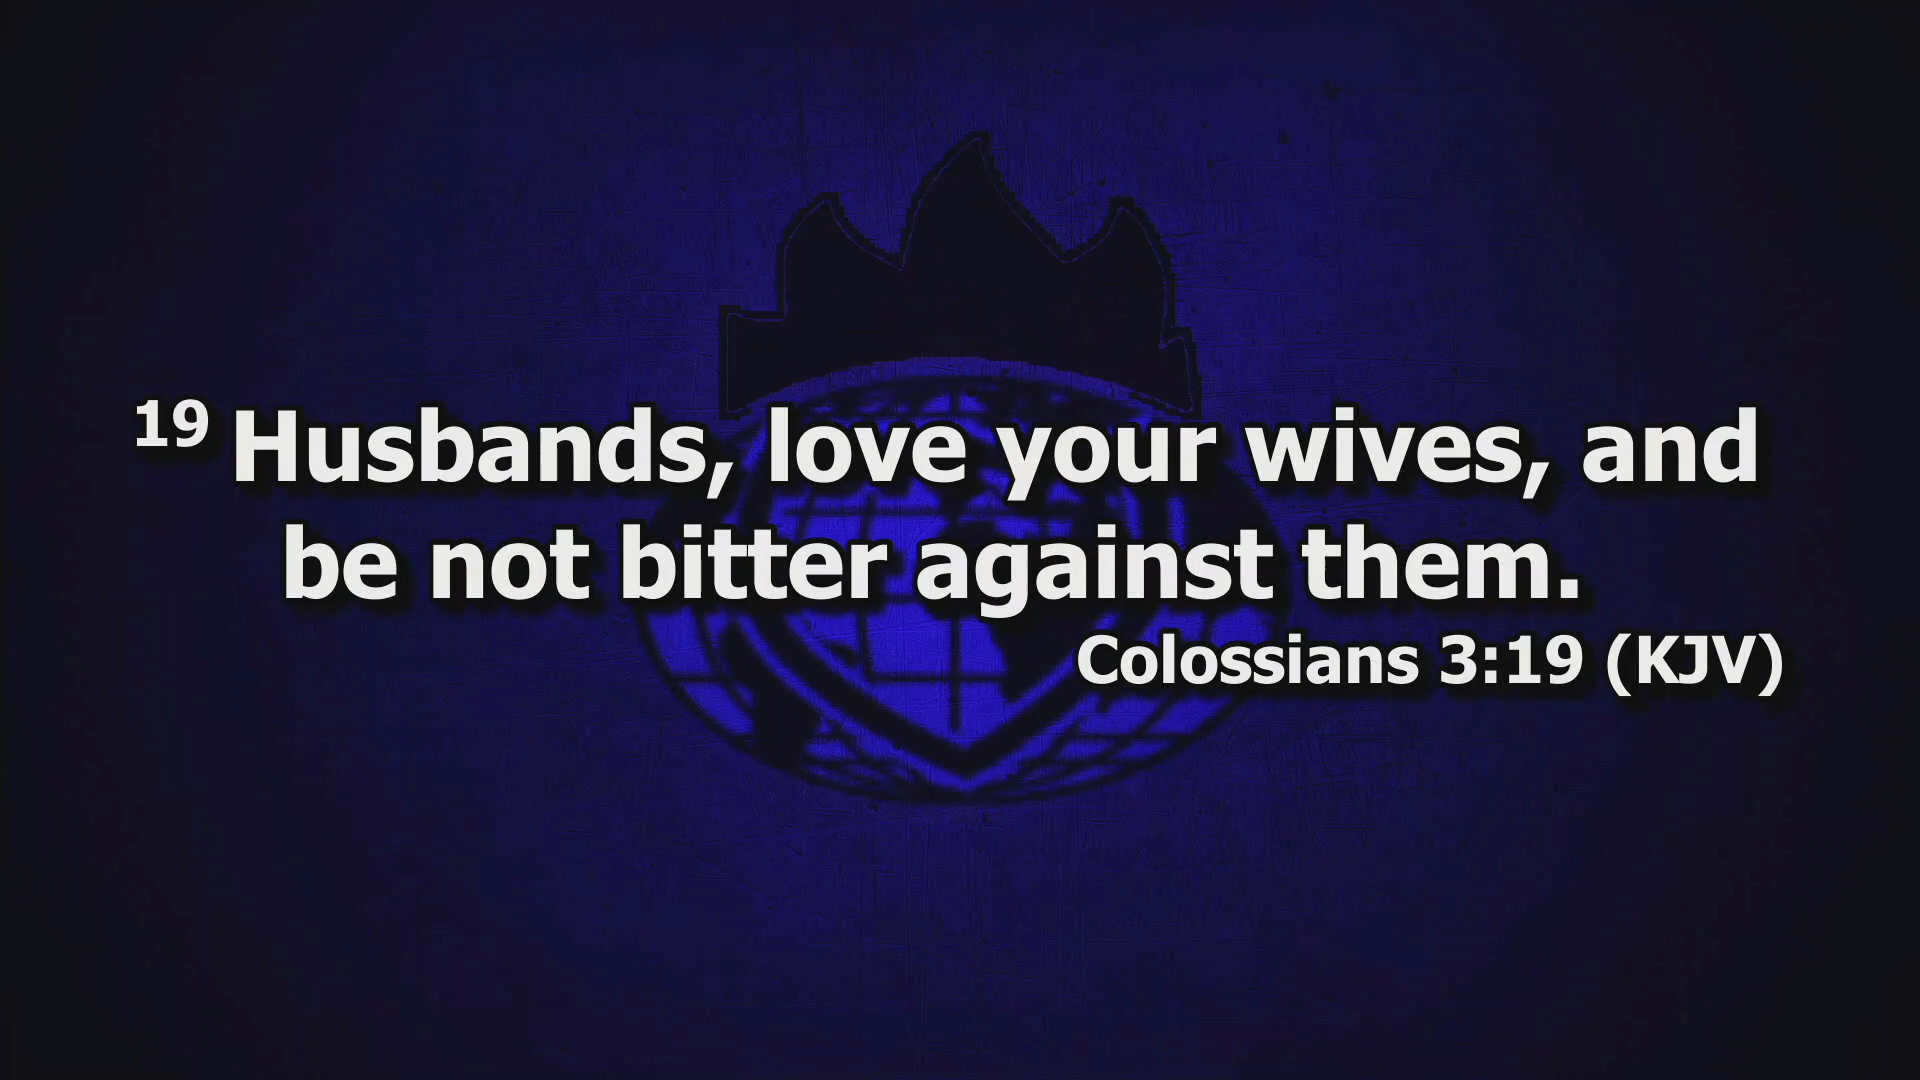 19 Husbands, love your wives, and
be not bitter against them.
Colossians 3:19 (KJV)